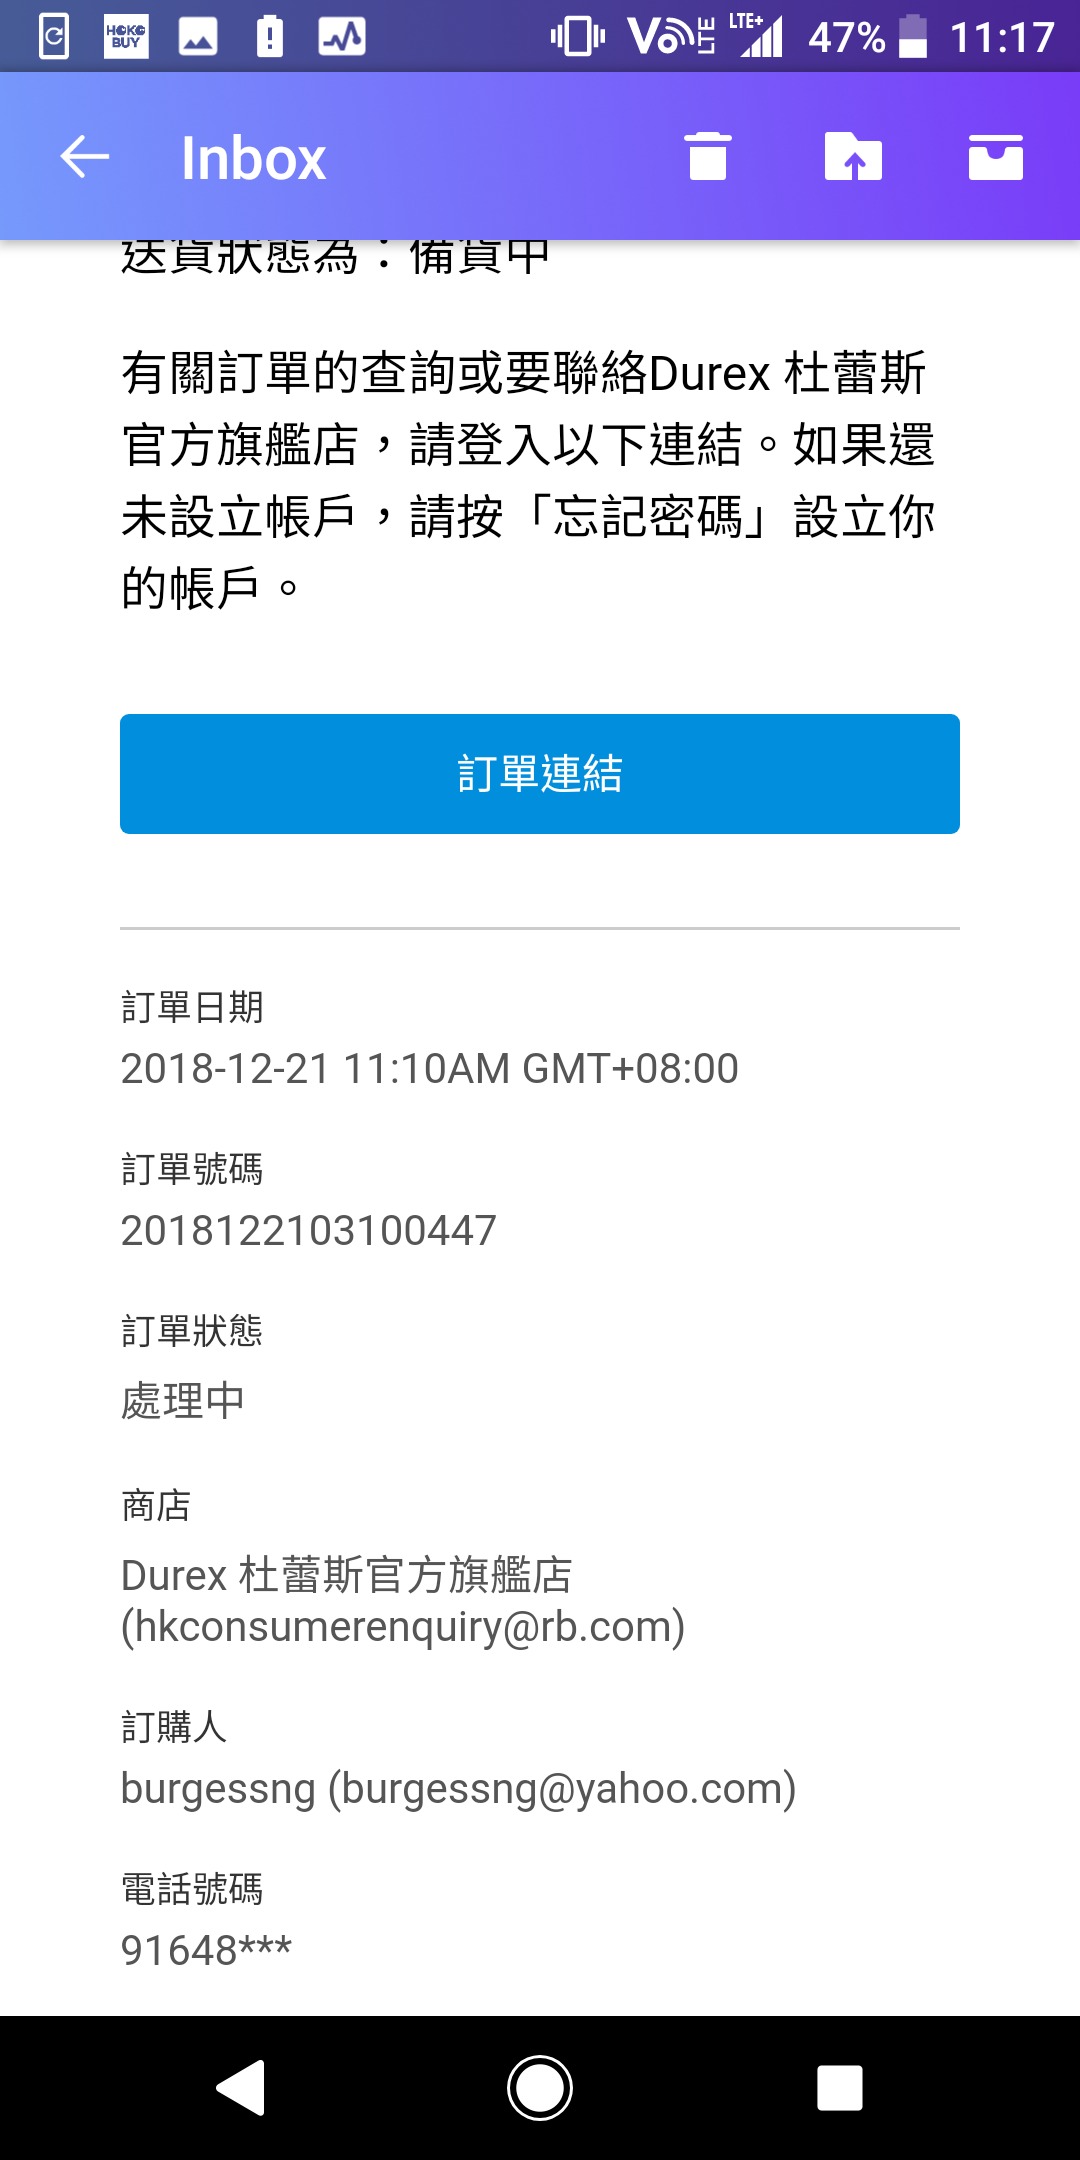 HOKO
BUY
Vo LTE
LTE+
47%
11:17
Inbox
送貨狀態為：備貨中
有關訂單的查詢或要聯絡Durex 杜蕾斯
官方旗艦店，請登入以下連結。如果還
未設立帳戶，請按「忘記密碼」設立你
的帳戶。
訂單連結
訂單日期
2018-12-21 11:10AM GMT+08:00
訂單號碼
2018122103100447
訂單狀態
處理中
商店
Durex 杜蕾斯官方旗艦店
(hkconsumerenquiry@rb.com)
訂購人
burgessng (burgessng@yahoo.com)
電話號碼
91648***